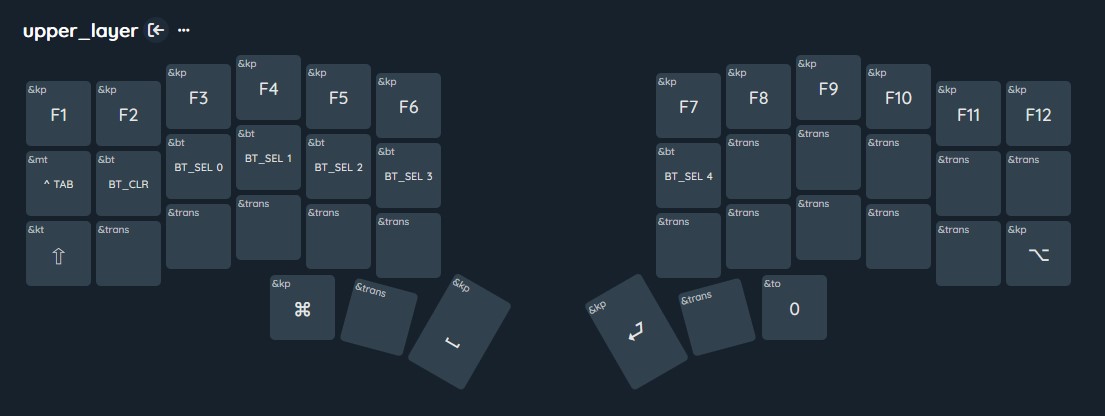 upper_layer
&kp F1 &kp F2 &kp F3 &kp F4 &kp F5 &kp F6 &kp F7 &kp F8 &kp F9 &kp F10 &kp F11 &kp F12
&mt ^ TAB &bt BT_CLR &bt BT_SEL 0 &bt BT_SEL 1 &bt BT_SEL 2 &bt BT_SEL 3 &bt BT_SEL 4 &trans &trans &trans &trans &trans
&kt ⇧ &trans &trans &trans &trans &trans &trans &trans &trans &trans &trans &kp ⌥
&kp ⌘ &trans &kp ⎵ &kp ⏎ &trans &to 0